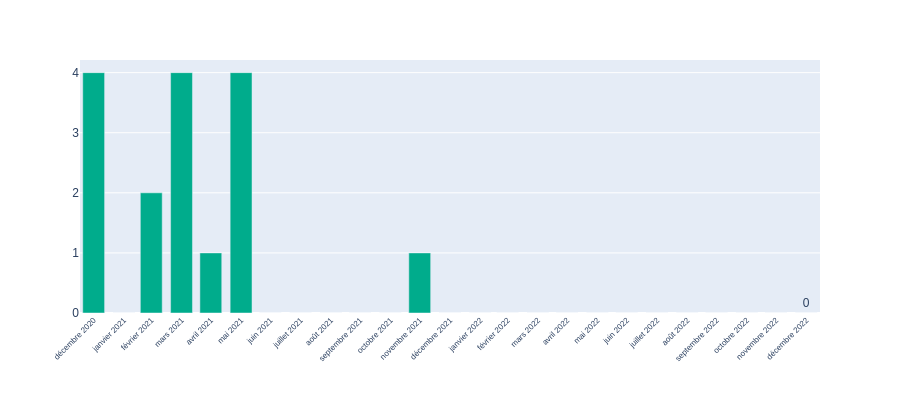 4
3
2
1
0
0
décembre 2020
janvier 2021
février 2021
mars 2021
avril 2021
mai 2021
juin 2021
juillet 2021
août 2021
septembre 2021
octobre 2021
novembre 2021
décembre 2021
janvier 2022
février 2022
mars 2022
avril 2022
mai 2022
juin 2022
juillet 2022
août 2022
septembre 2022
octobre 2022
novembre 2022
décembre 2022